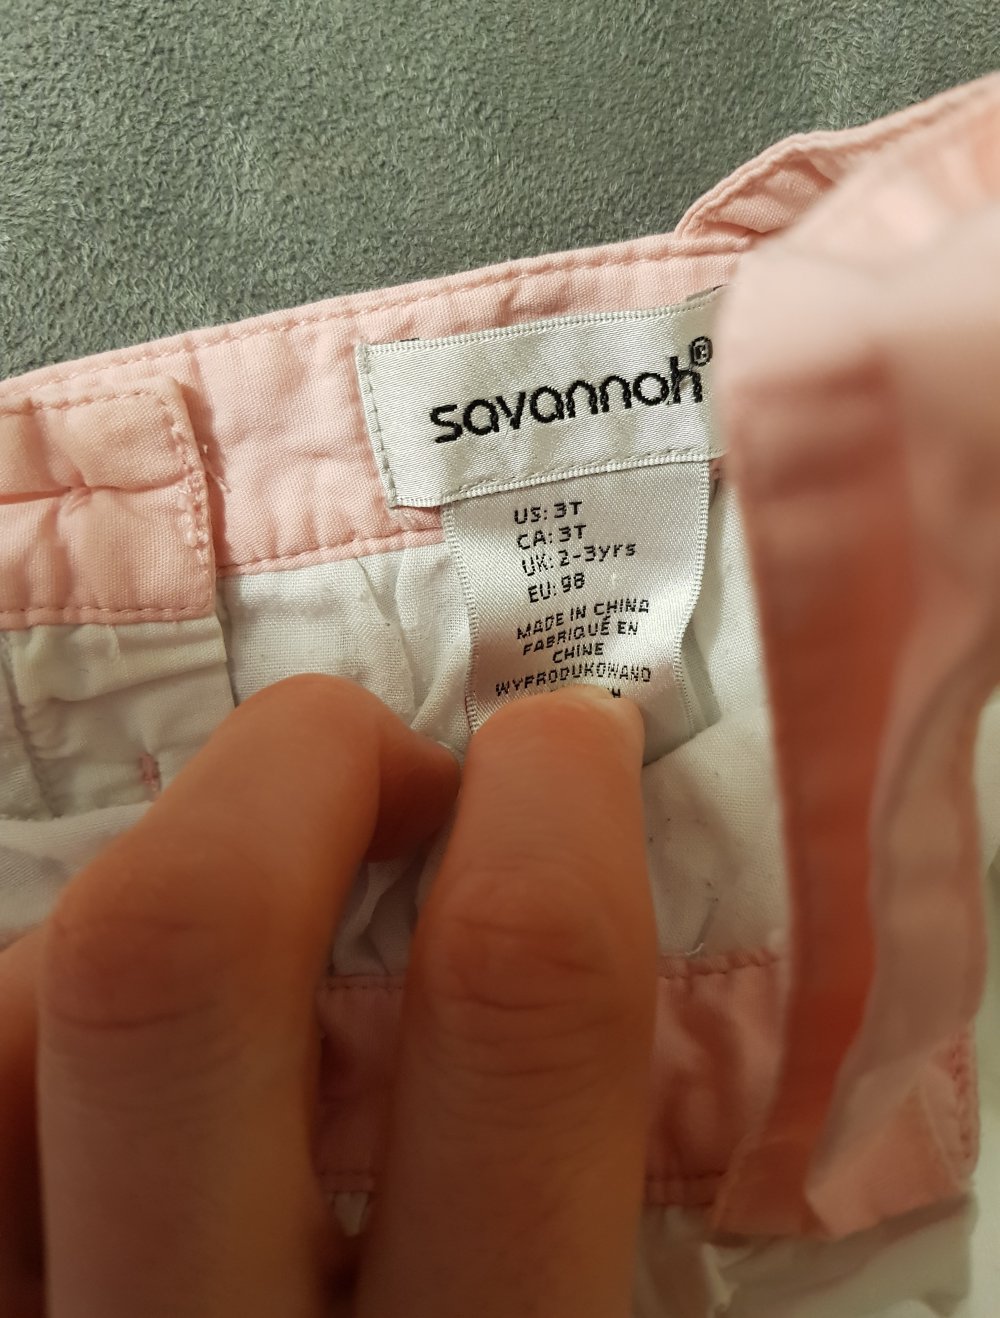 savannah®
US: 3T
CA: 3T
UK: 2-3yrs
EU: 98
MADE IN CHINA
FABRIQUÉ EN
CHINE
WYPRODUKOWANO